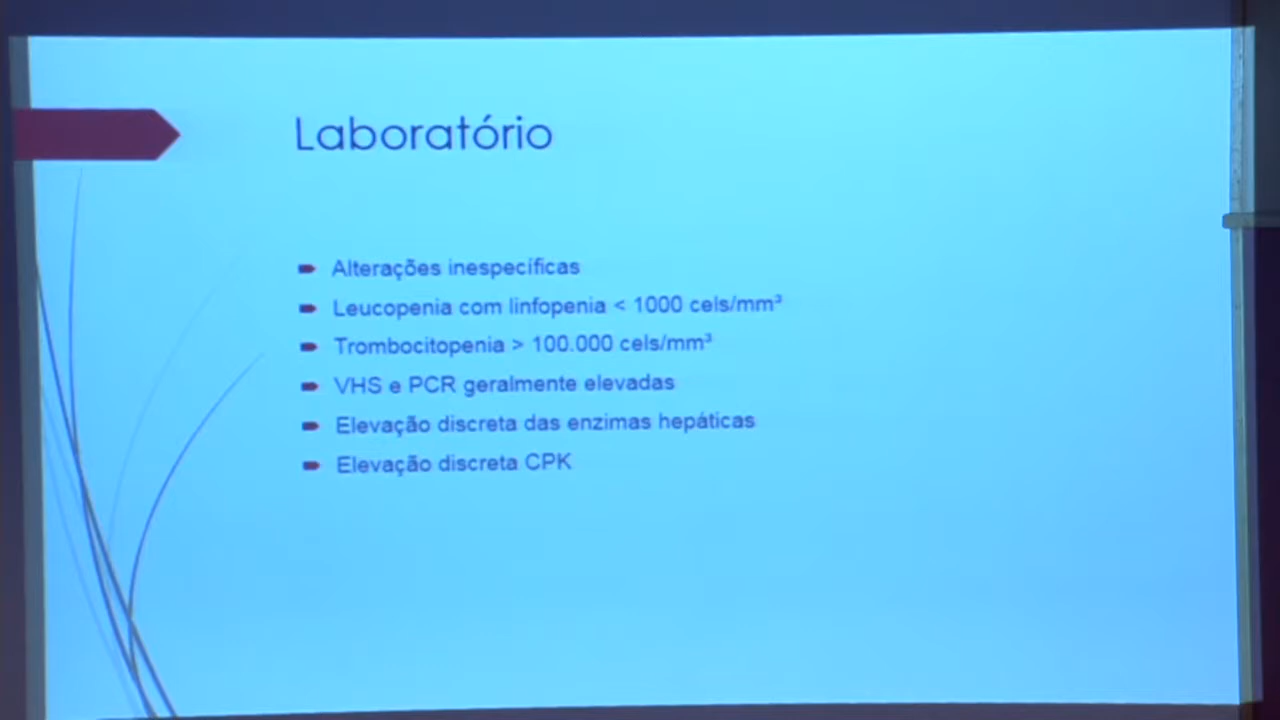 Laboratório
Alterações inespecíficas
Leucopenia com linfopenia < 1000 cels/mm³
Trombocitopenia > 100.000 cels/mm³
VHS e PCR geralmente elevadas
Elevação discreta das enzimas hepáticas
Elevação discreta CPK